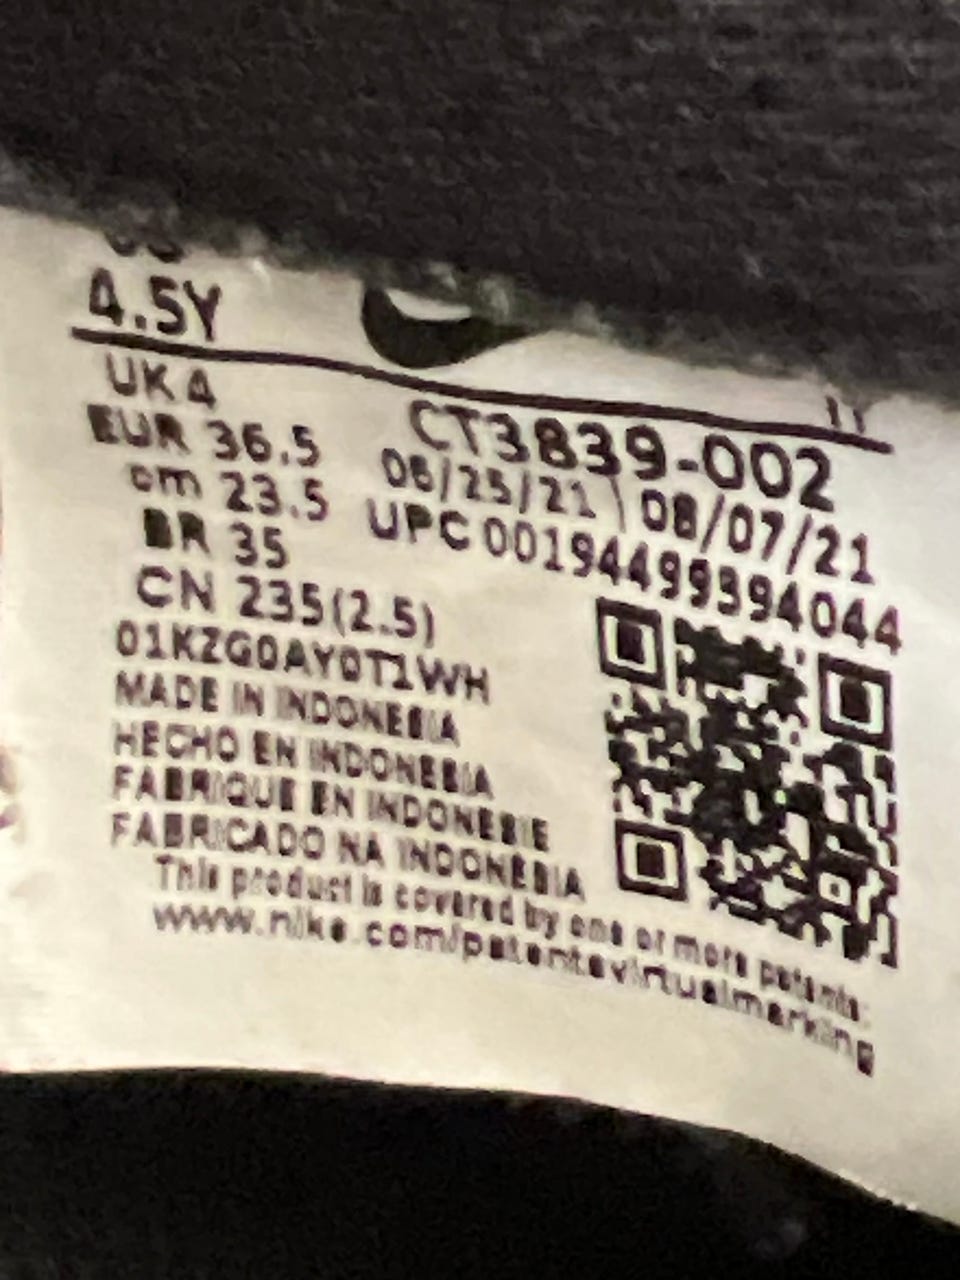 4.5Y
UK 4
EUR 36.5
cm 23.5
BR 35
CN 235(2.5)
CT3839-002
06/25/21 08/07/21
UPC 00194499394044
01KZG0AY0T1WH
MADE IN INDONESIA
HECHO EN INDONESIA
FABRIQUE EN INDONESIE
FABRICADO NA INDONESIA
This product is covered by one or more patents:
www.nike.com/patentsvirtualmarking